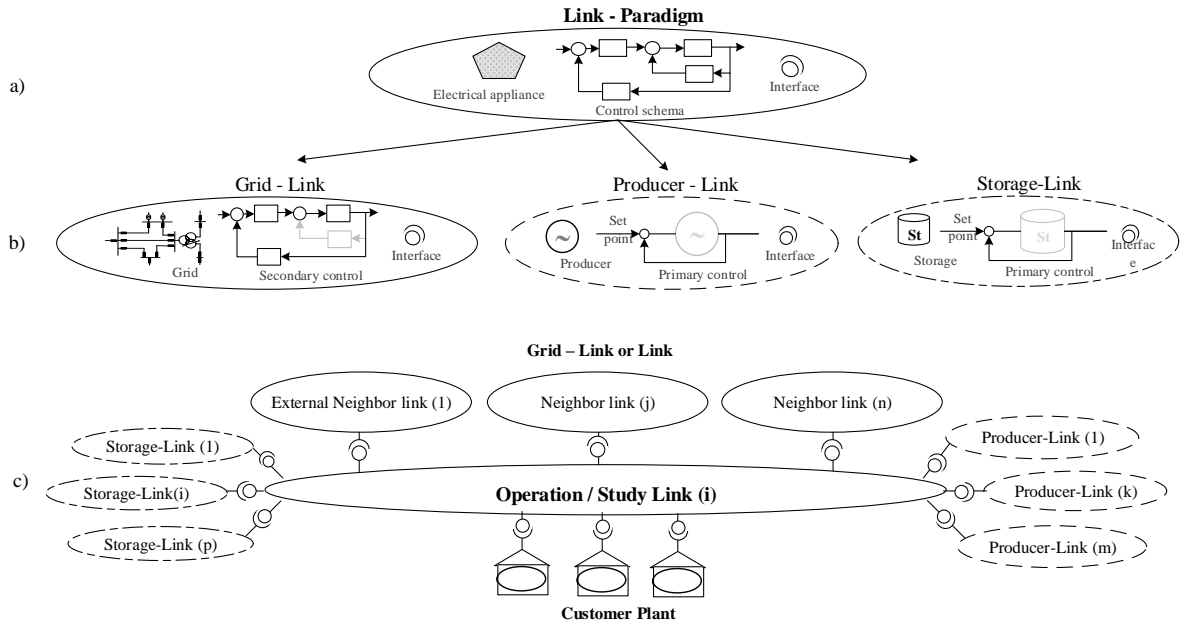 Link - Paradigm
a)
Electrical appliance
Control schema
Interface
Grid - Link
Producer - Link
Storage-Link
b)
Grid
Secondary control
Interface
~
Producer
Set
point
~
Primary control
Interface
St
Storage
Set
point
St
Primary control
Interfac
e
Grid – Link or Link
External Neighbor link (1)
Neighbor link (j)
Neighbor link (n)
c)
Storage-Link (1)
Storage-Link(i)
Storage-Link (p)
Operation / Study Link (i)
Producer-Link (1)
Producer-Link (k)
Producer-Link (m)
Customer Plant